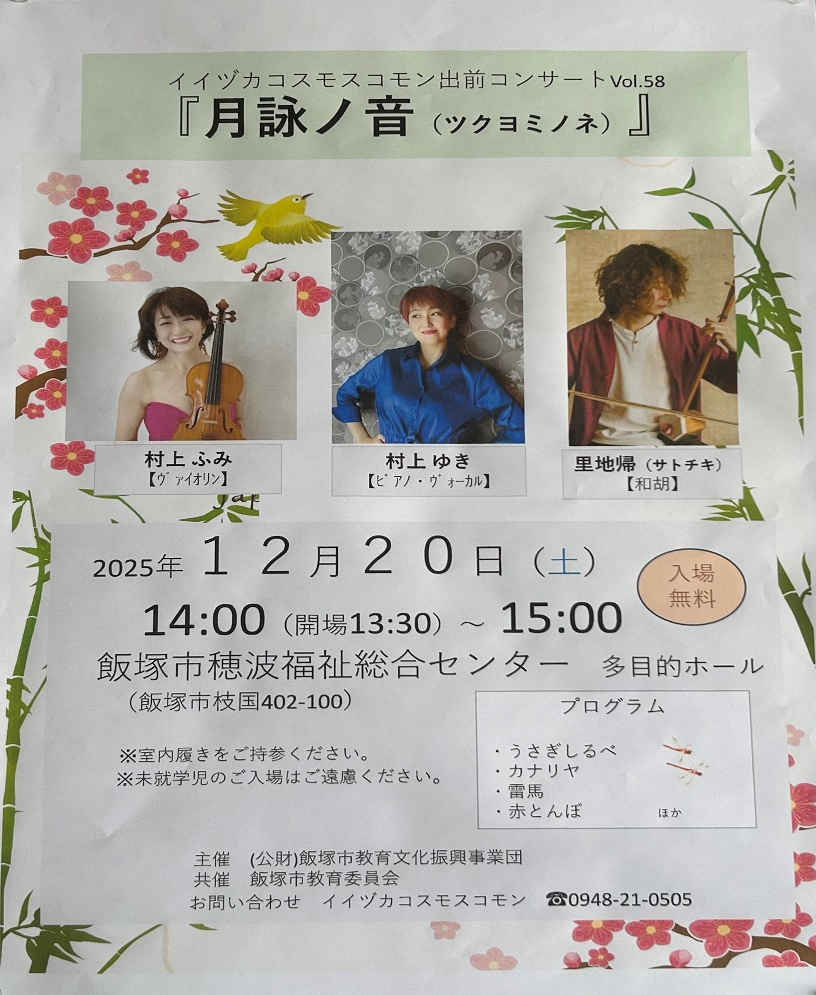 イイヅカコスモスコモン出前コンサートVol.58
『月詠ノ音（ツクヨミノネ）』
村上 ふみ
【ヴァイオリン】
村上 ゆき
【ピアノ・ヴォーカル】
里地帰（サトチキ）
【和胡】
2025年１２月２０日（土）
入場
無料
14:00（開場13:30）～ 15:00
飯塚市穂波福祉総合センター　多目的ホール
（飯塚市枝国402-100）
プログラム
・うさぎしるべ
・カナリヤ
・雷馬
・赤とんぼ
ほか
※室内履きをご持参ください。
※未就学児のご入場はご遠慮ください。
主催　(公財)飯塚市教育文化振興事業団
共催　飯塚市教育委員会
お問い合わせ　イイヅカコスモスコモン　☎0948-21-0505